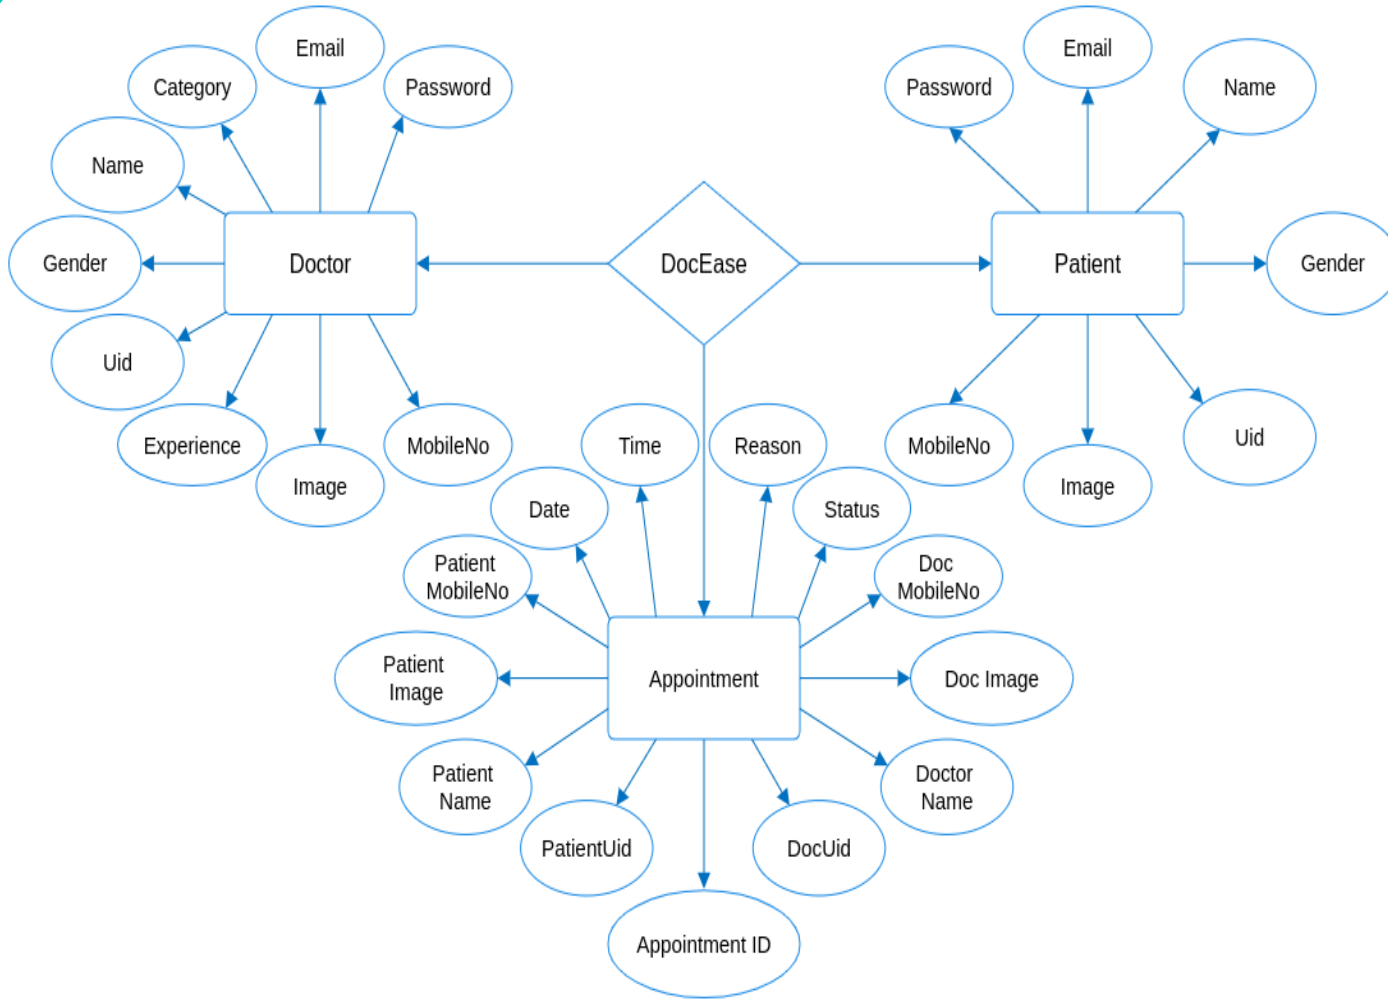 Email
Category
Password
Name
Gender
Doctor
Uid
Experience
Image
MobileNo
DocEase
Email
Password
Name
Patient
Gender
MobileNo
Image
Uid
Time
Reason
Date
Status
Patient
MobileNo
Doc
MobileNo
Patient
Image
Appointment
Doc Image
Patient
Name
Doctor
Name
PatientUid
DocUid
Appointment ID